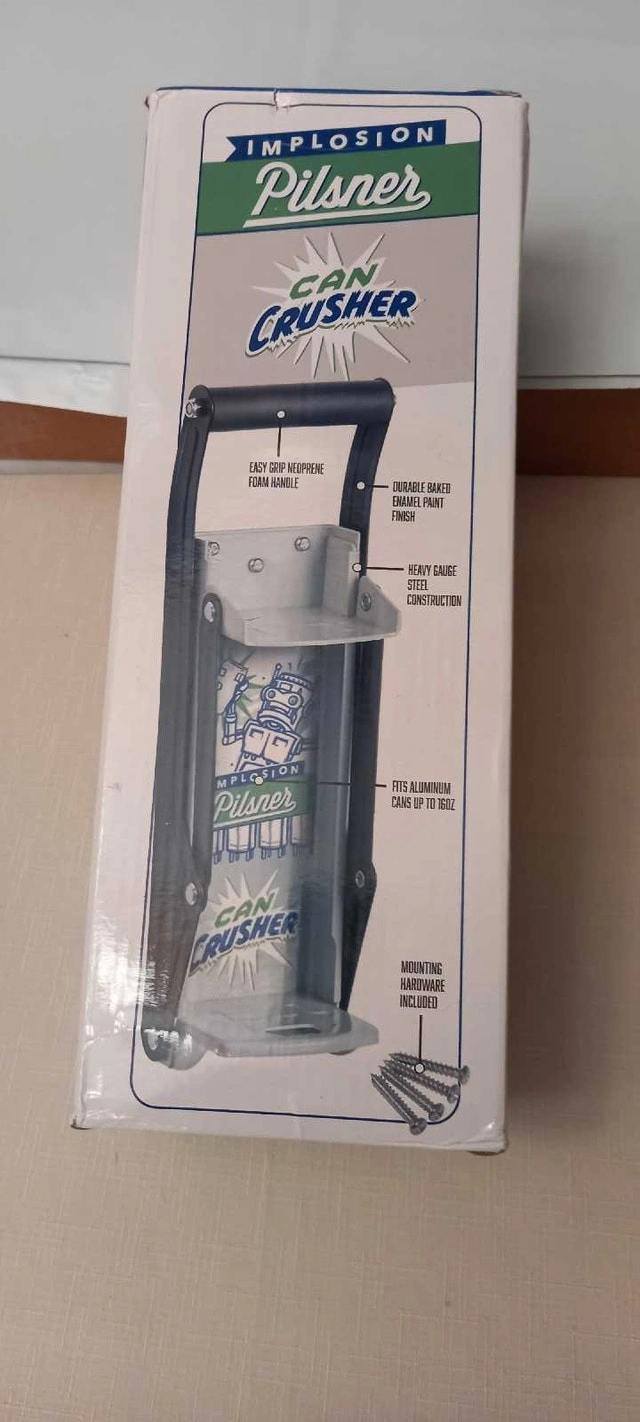 IMPLOSION
Pilsner
CAN
CRUSHER
EASY GRIP NEOPRENE
FOAM HANDLE
DURABLE BAKED
ENAMEL PAINT
FINISH
HEAVY GAUGE
STEEL
CONSTRUCTION
MPLOSION
Pilsner
FITS ALUMINUM
CANS UP TO 16OZ
CAN
CRUSHER
MOUNTING
HARDWARE
INCLUDED